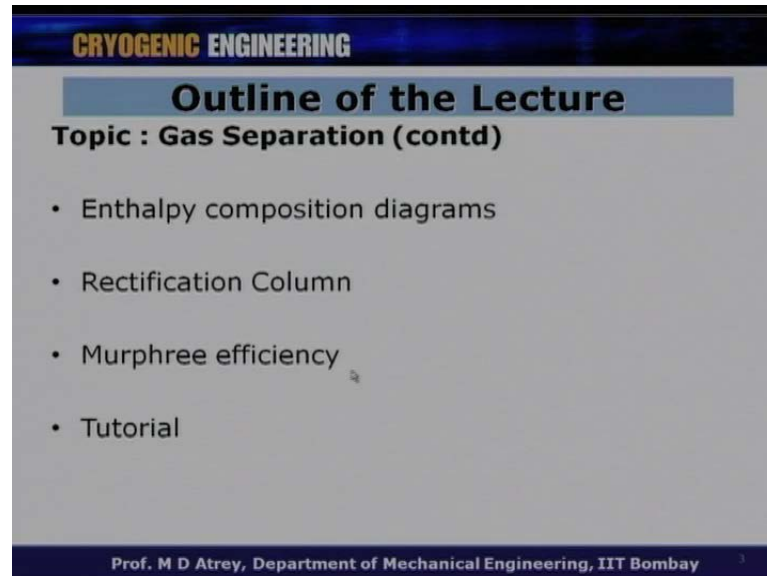 CRYOGENIC ENGINEERING
Outline of the Lecture
Topic : Gas Separation (contd)
• Enthalpy composition diagrams
• Rectification Column
• Murphree efficiency
• Tutorial
Prof. M D Atrey, Department of Mechanical Engineering, IIT Bombay 3